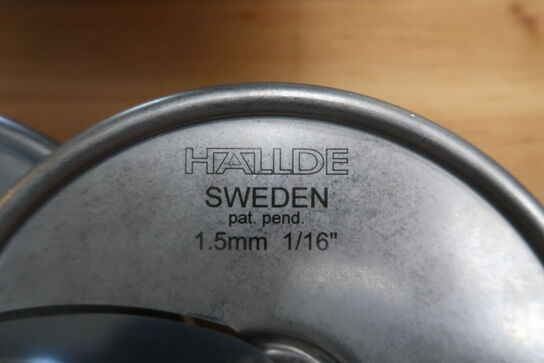 HALLDE
SWEDEN
pat. pend.
1.5mm 1/16"